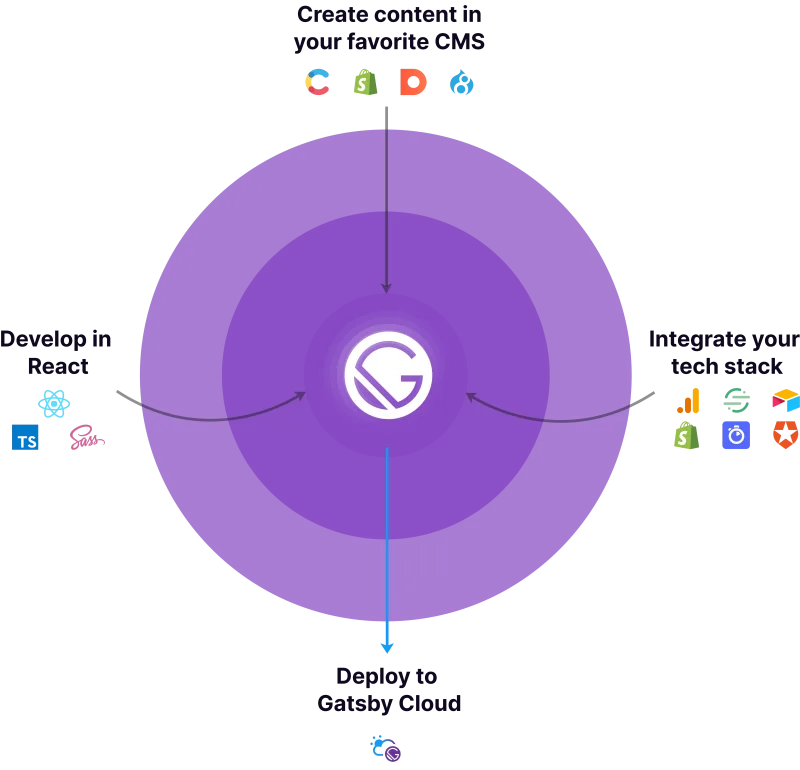 Create content in
your favorite CMS
Develop in
React
TS
Sass
Integrate your
tech stack
Deploy to
Gatsby Cloud